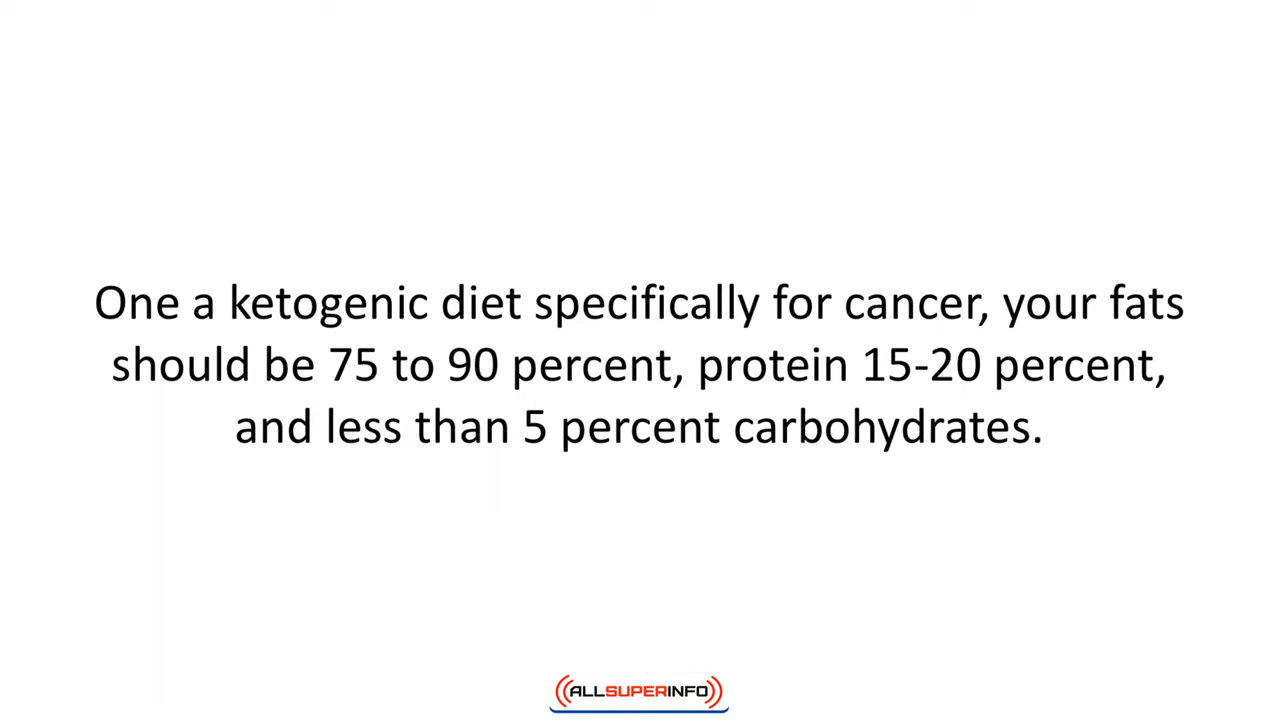 One a ketogenic diet specifically for cancer, your fats
should be 75 to 90 percent, protein 15-20 percent,
and less than 5 percent carbohydrates.
ALLSUPERINFO